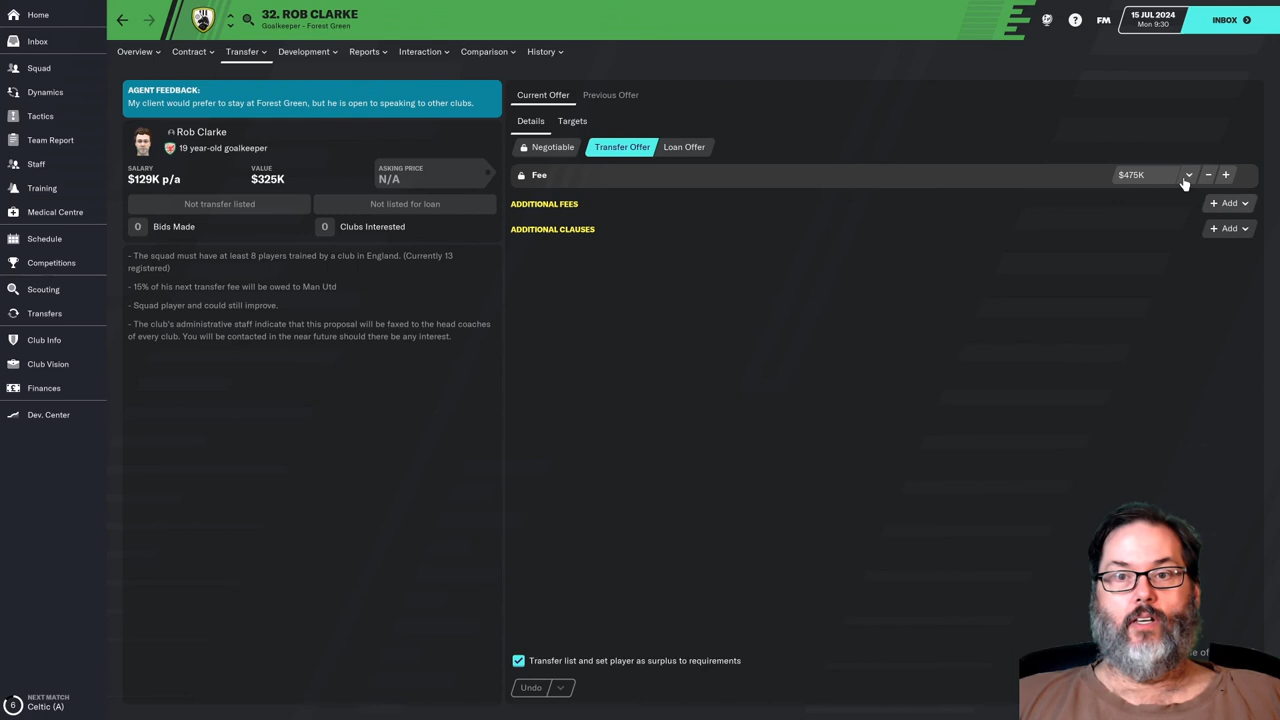 Home
Inbox
Squad
Dynamics
Tactics
Team Report
Staff
Training
Medical Centre
Schedule
Competitions
Scouting
Transfers
Club Info
Club Vision
Finances
Dev. Center
6
NEXT MATCH
Celtic (A)
32. ROB CLARKE
Goalkeeper - Forest Green
FM
15 JUL 2024
Mon 9:30
INBOX
Overview
Contract
Transfer
Development
Reports
Interaction
Comparison
History
AGENT FEEDBACK:
My client would prefer to stay at Forest Green, but he is open to speaking to other clubs.
Rob Clarke
19 year-old goalkeeper
SALARY
$129K p/a
VALUE
$325K
ASKING PRICE
N/A
Not transfer listed
Not listed for loan
0 Bids Made
0 Clubs Interested
- The squad must have at least 8 players trained by a club in England. (Currently 13
registered)
- 15% of his next transfer fee will be owed to Man Utd
- Squad player and could still improve.
- The club's administrative staff indicate that this proposal will be faxed to the head coaches
of every club. You will be contacted in the near future should there be any interest.
Current Offer
Previous Offer
Details
Targets
Negotiable
Transfer Offer
Loan Offer
Fee
$475K
ADDITIONAL FEES
+ Add
ADDITIONAL CLAUSES
+ Add
Transfer list and set player as surplus to requirements
Undo